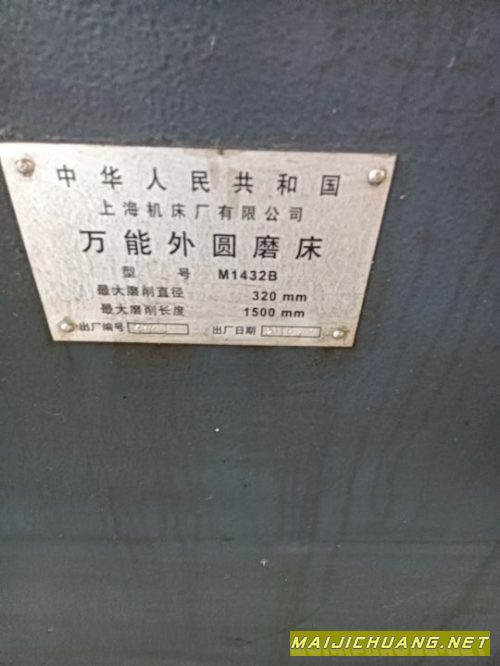 中华人民共和国
上海机床厂有限公司
万能外圆磨床
型 号 M1432B
最大磨削直径 320 mm
最大磨削长度 1500 mm
出厂编号 出厂日期
MAIJICHUANG.NET